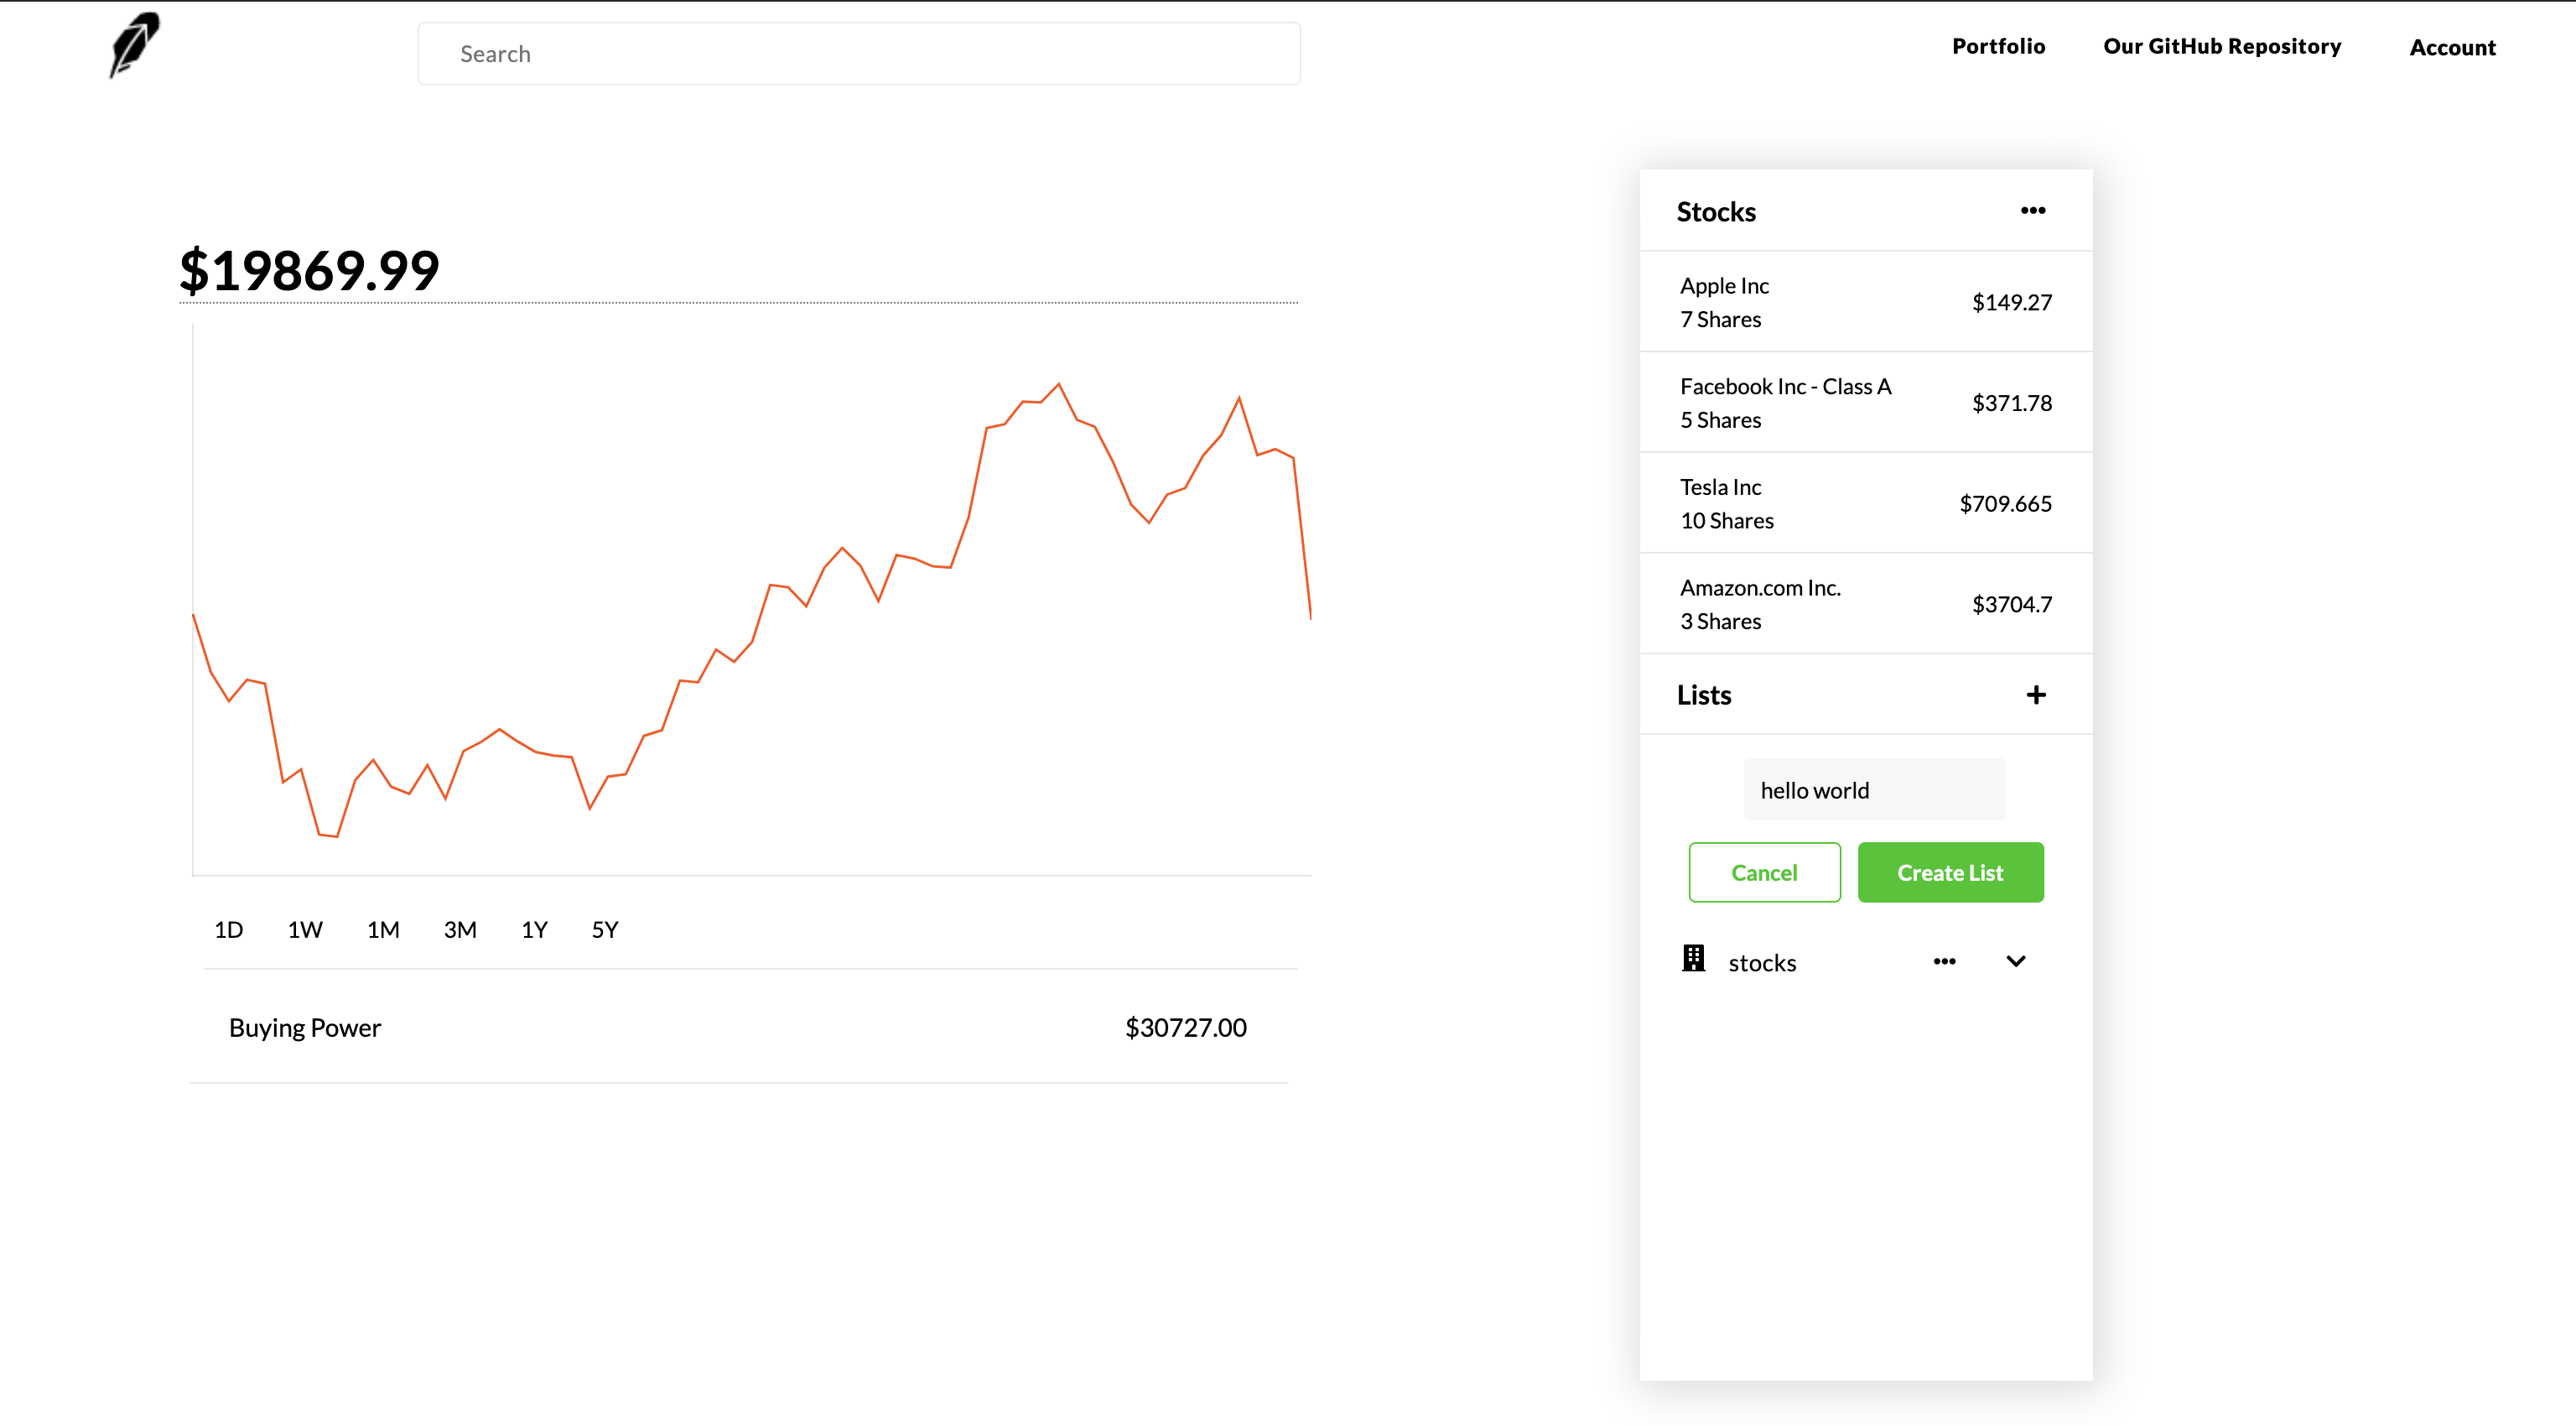 Search
Portfolio
Our GitHub Repository
Account
$19869.99
1D 1W 1M 3M 1Y 5Y
Buying Power $30727.00
Stocks
Apple Inc
7 Shares
$149.27
Facebook Inc - Class A
5 Shares
$371.78
Tesla Inc
10 Shares
$709.665
Amazon.com Inc.
3 Shares
$3704.7
Lists
hello world
Cancel
Create List
stocks